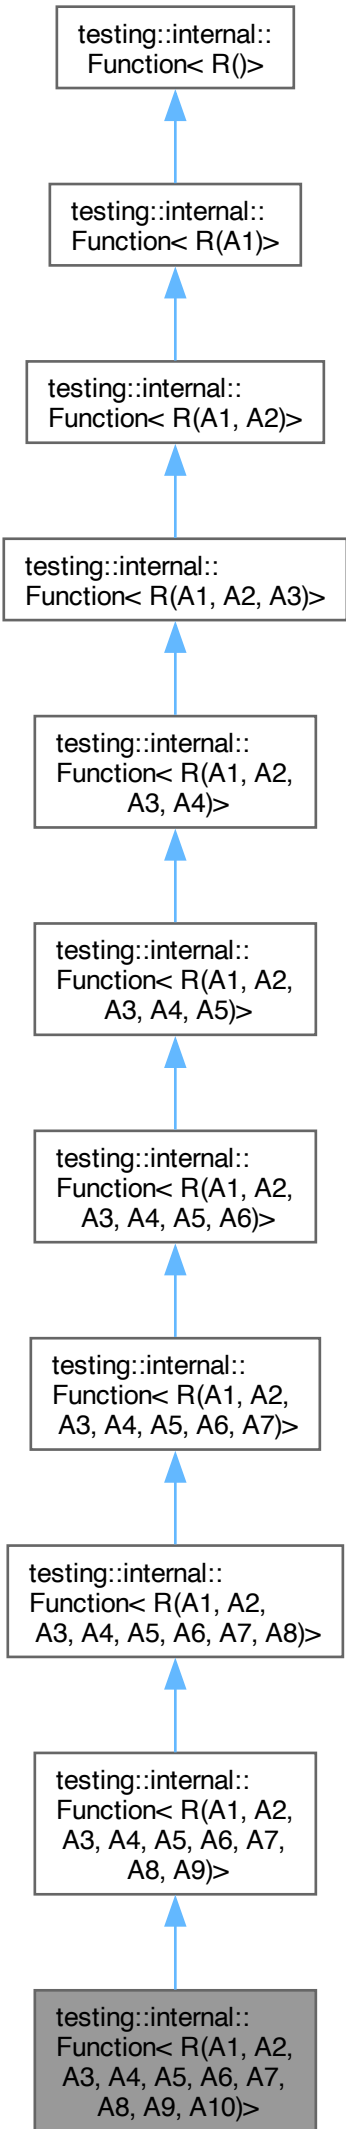 testing::internal::
Function< R()>
testing::internal::
Function< R(A1)>
testing::internal::
Function< R(A1, A2)>
testing::internal::
Function< R(A1, A2, A3)>
testing::internal::
Function< R(A1, A2,
A3, A4)>
testing::internal::
Function< R(A1, A2,
A3, A4, A5)>
testing::internal::
Function< R(A1, A2,
A3, A4, A5, A6)>
testing::internal::
Function< R(A1, A2,
A3, A4, A5, A6, A7)>
testing::internal::
Function< R(A1, A2,
A3, A4, A5, A6, A7, A8)>
testing::internal::
Function< R(A1, A2,
A3, A4, A5, A6, A7,
A8, A9)>
testing::internal::
Function< R(A1, A2,
A3, A4, A5, A6, A7,
A8, A9, A10)>